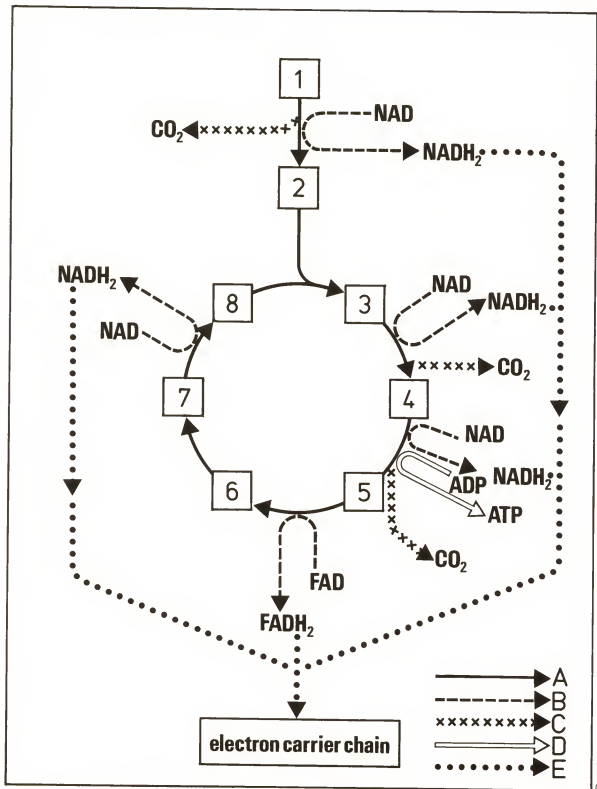 1
CO₂
NAD
NADH₂
2
NADH₂
8
3
NAD
NADH₂
NAD
CO₂
7
4
NAD
NADH₂
ADP
6
5
ATP
CO₂
FAD
FADH₂
A
B
C
electron carrier chain
D
E